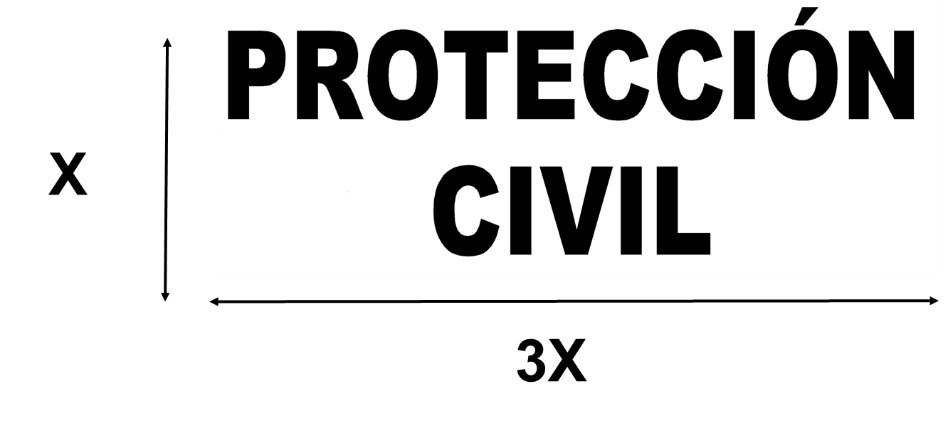 PROTECCIÓN
X
CIVIL
3X